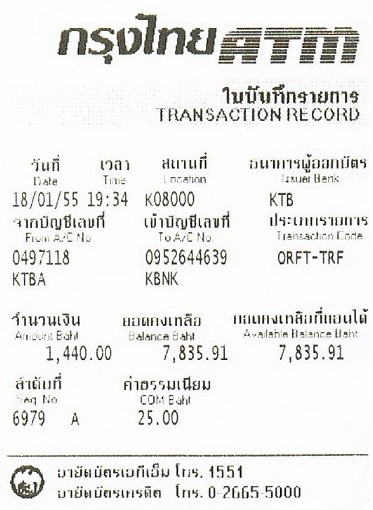 กรุงไทย ATM
ใบบันทึกรายการ
TRANSACTION RECORD
วันที่ เวลา สถานที่ ธนาคารผู้ออกบัตร
Date Time Location Issuer Bank
18/01/55 19:34 K08000 KTB
จากบัญชีเลขที่ เข้าบัญชีเลขที่ ประเภทรายการ
From A/C No. To A/C No. Transaction Code
0497118 0952644639 ORFT-TRF
KTBA KBNK
จำนวนเงิน ยอดคงเหลือ ยอดคงเหลือที่ถอนได้
Amount Baht Balance Baht Available Balance Baht
1,440.00 7,835.91 7,835.91
ลำดับที่ ค่าธรรมเนียม
Seq. No. COM Baht
6979 A 25.00
อายัดบัตรเอทีเอ็ม โทร. 1551
อายัดบัตรเครดิต โทร. 0-2665-5000